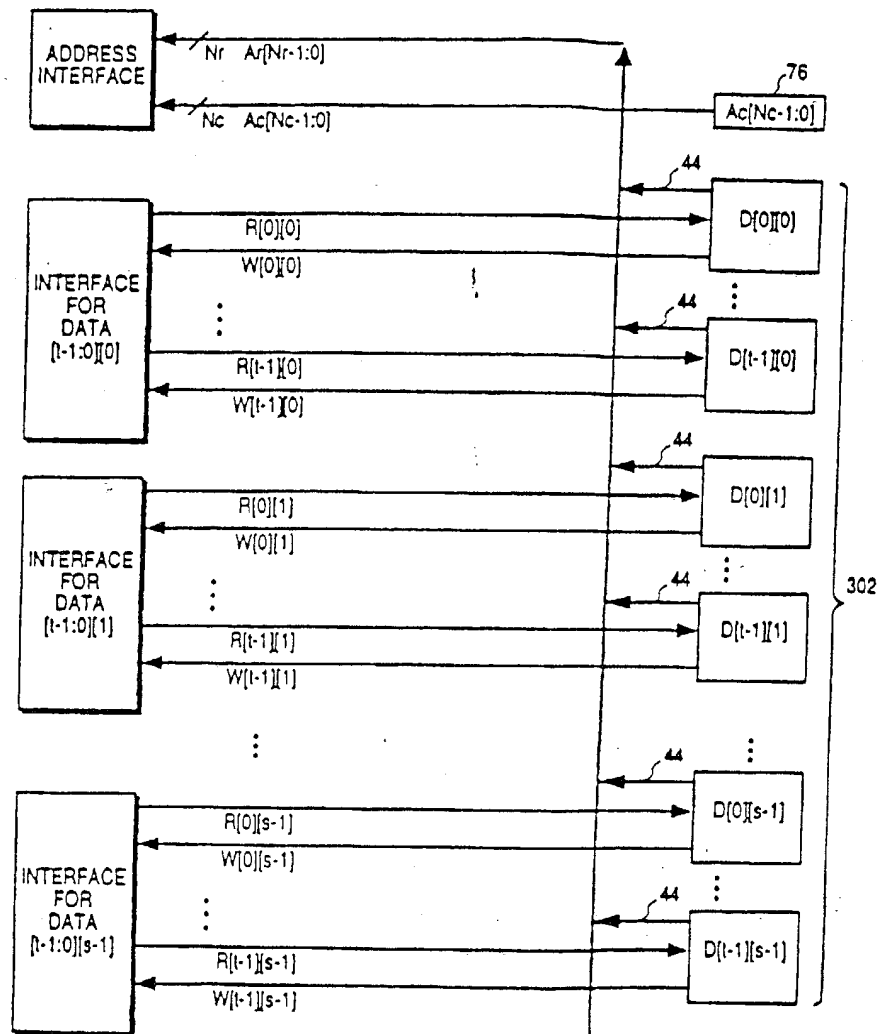 ADDRESS
INTERFACE
Nr Ar[Nr-1:0]
Nc Ac[Nc-1:0]
76
Ac[Nc-1:0]
INTERFACE
FOR
DATA
[t-1:0][0]
R[0][0]
W[0][0]
R[t-1][0]
W[t-1][0]
44
D[0][0]
44
D[t-1][0]
INTERFACE
FOR
DATA
[t-1:0][1]
R[0][1]
W[0][1]
R[t-1][1]
W[t-1][1]
44
D[0][1]
44
D[t-1][1]
302
INTERFACE
FOR
DATA
[t-1:0][s-1]
R[0][s-1]
W[0][s-1]
R[t-1][s-1]
W[t-1][s-1]
44
D[0][s-1]
44
D[t-1][s-1]